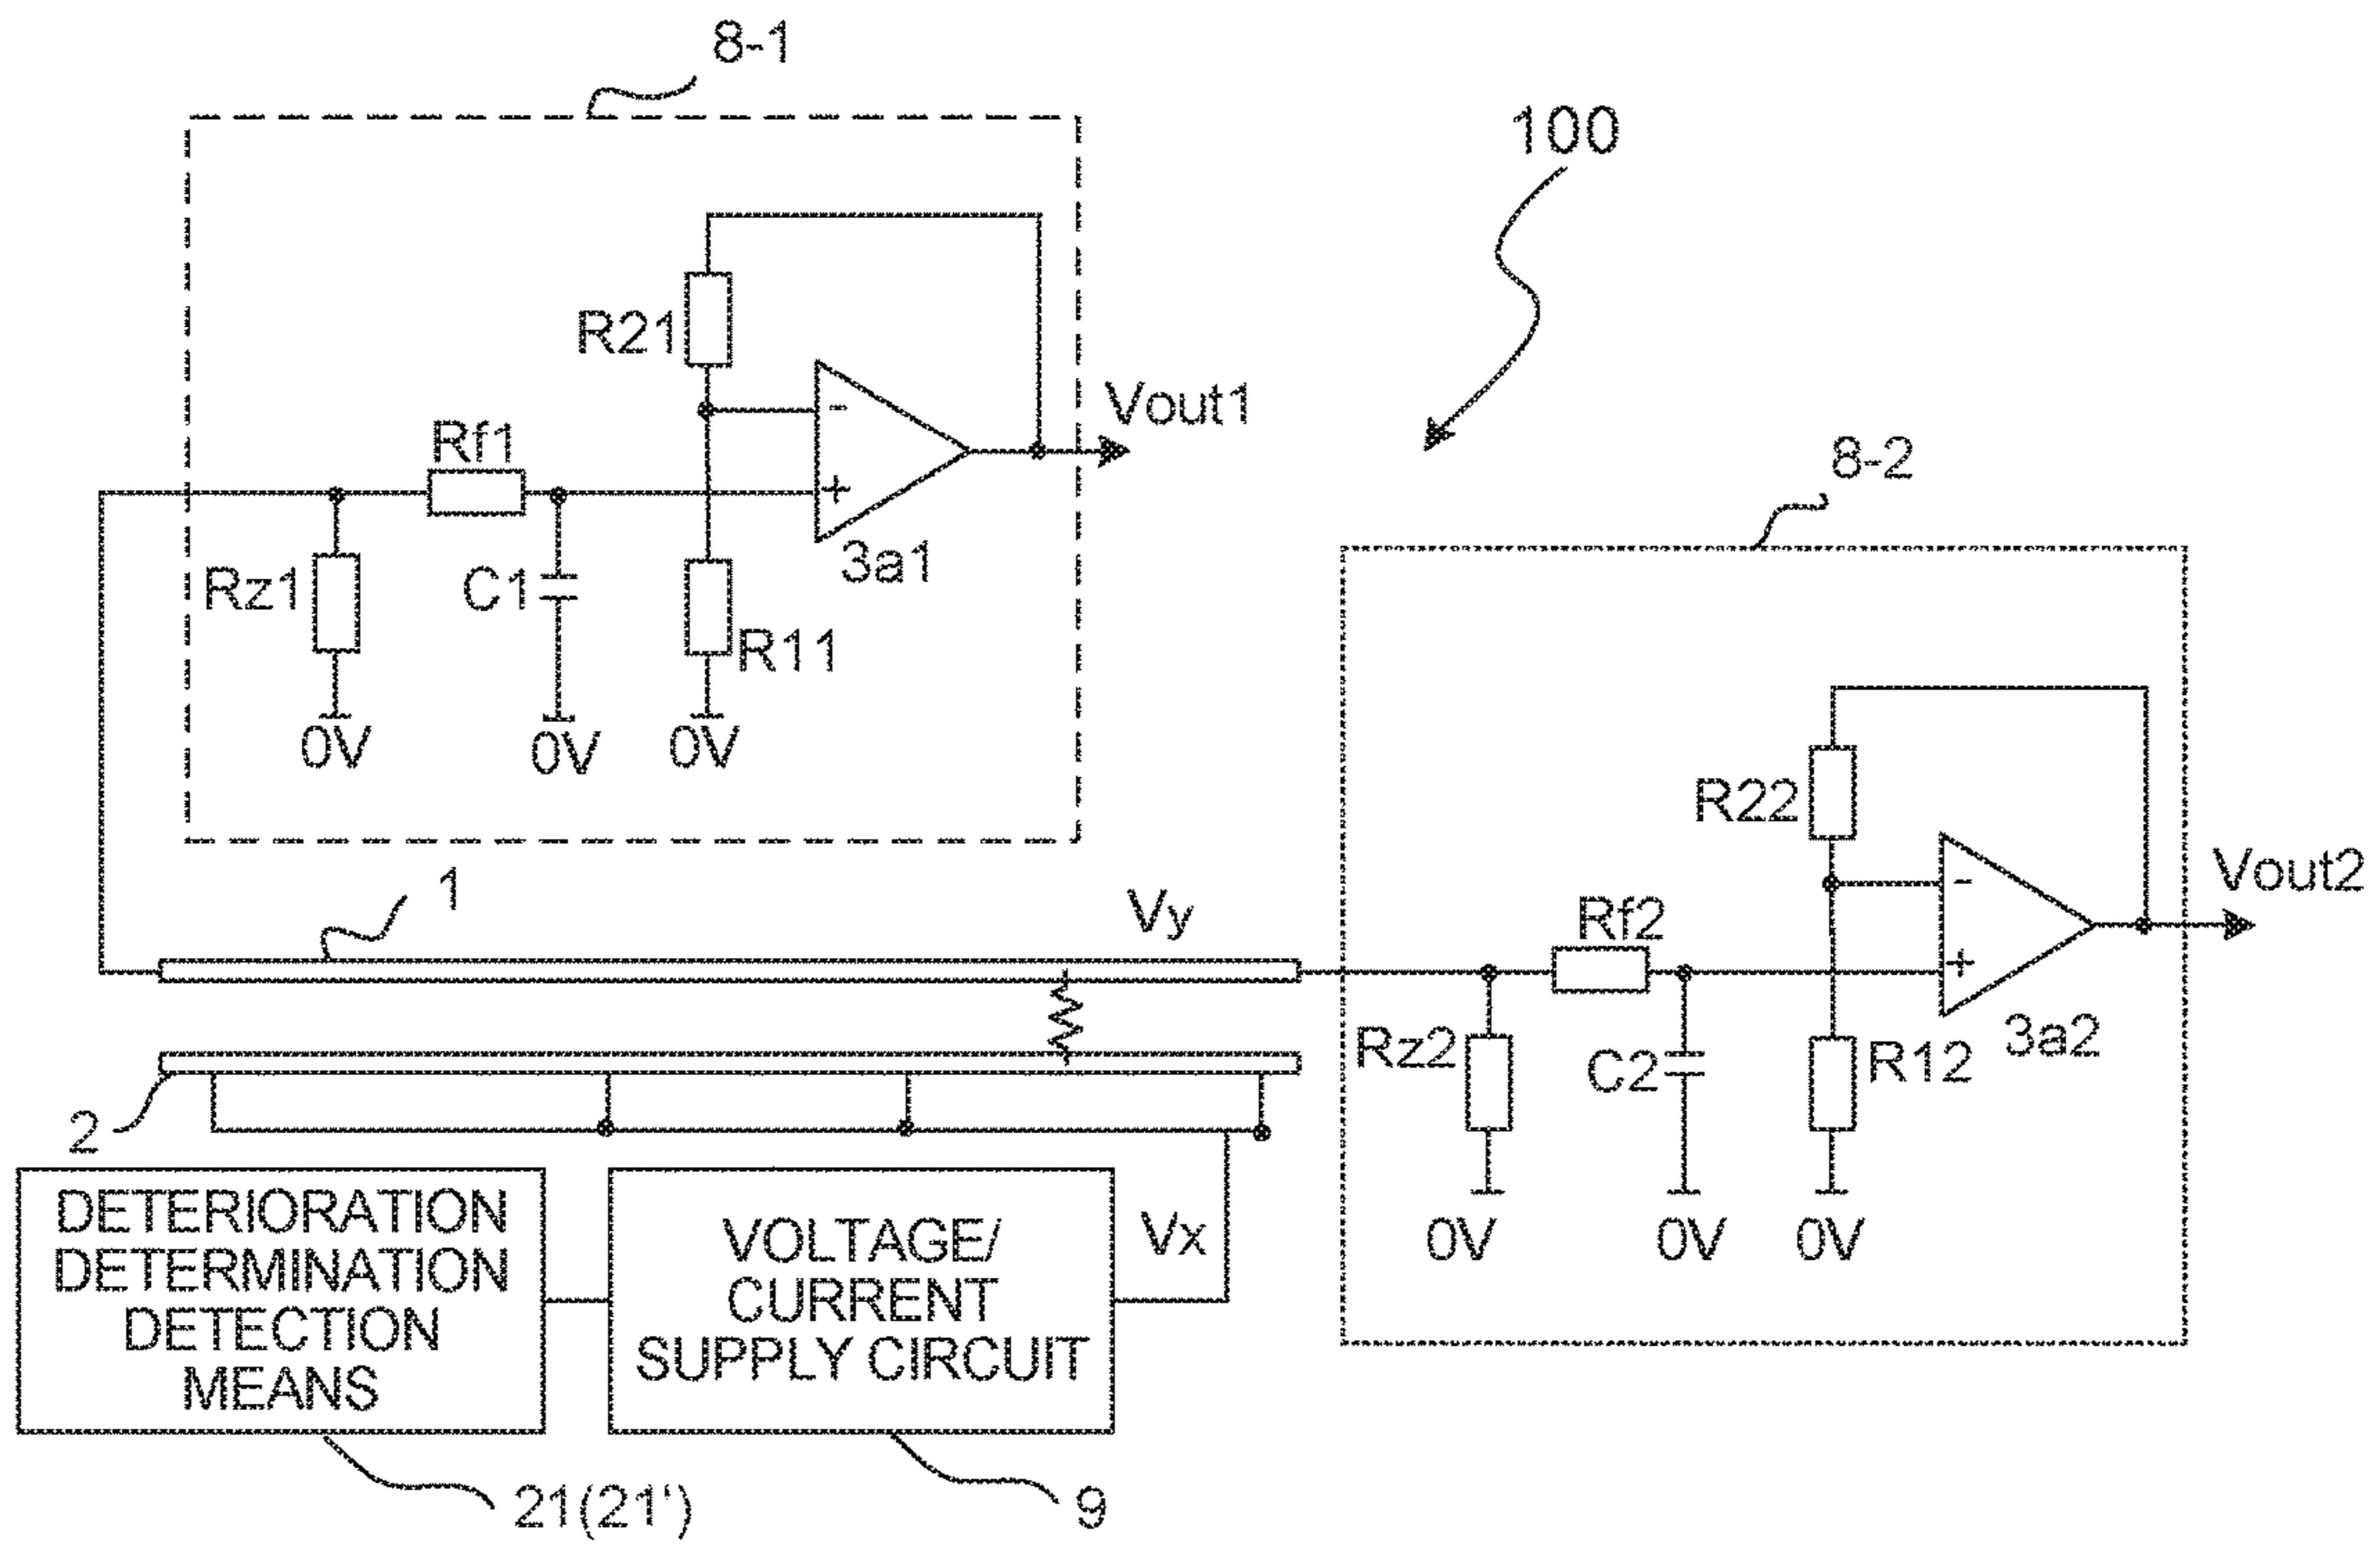 8-1
100
R21
Vout1
Rf1
8-2
3a1
Rz1
C1
R11
0V
0V
0V
R22
1
Vy
Vout2
Rf2
3a2
Rz2
C2
R12
2
DETERIORATION
DETERMINATION
DETECTION
MEANS
VOLTAGE/
CURRENT
SUPPLY CIRCUIT
Vx
0V
0V
0V
21(21')
9
-
+
-
+